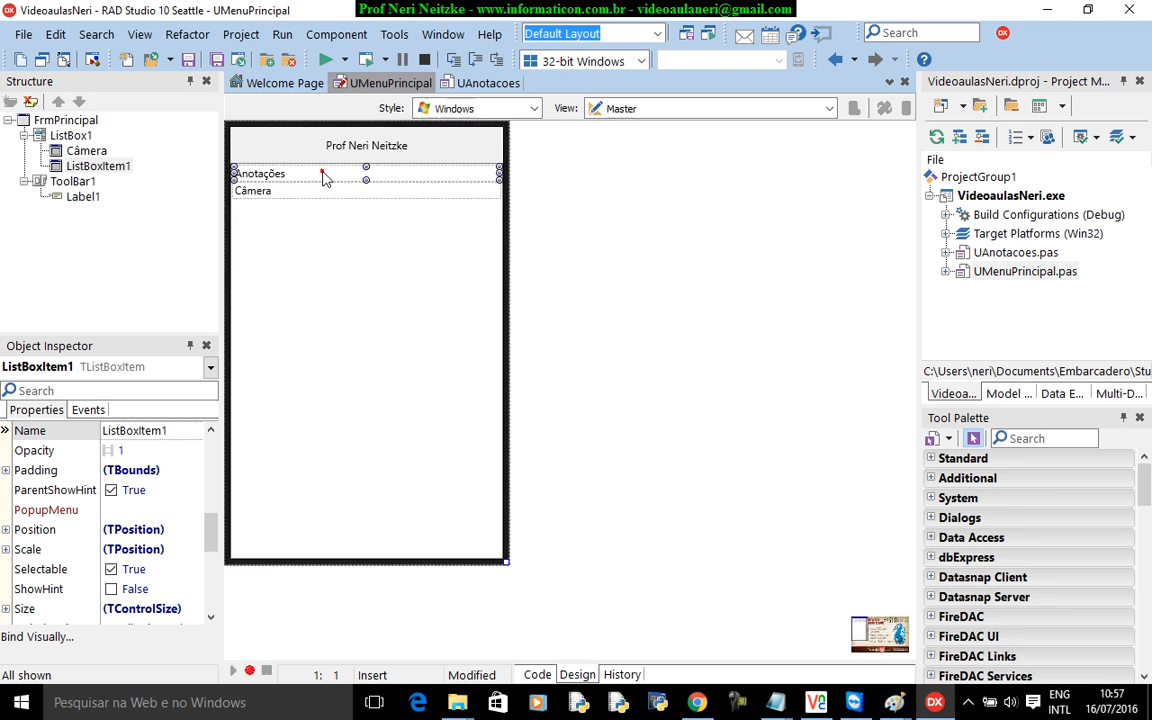 VideoaulasNeri - RAD Studio 10 Seattle - UMenuPrincipal
Prof Neri Neitzke - www.informaticon.com.br - videoaulaneri@gmail.com
File Edit Search View Refactor Project Run Component Tools Window Help
Default Layout
Search
32-bit Windows
Structure
Welcome Page
UMenuPrincipal
UAnotacoes
VideoaulasNeri.dproj - Project M...
Style:
Windows
View:
Master
FrmPrincipal
ListBox1
Câmera
ListBoxItem1
ToolBar1
Label1
Prof Neri Neitzke
Anotações
Câmera
File
ProjectGroup1
VideoaulasNeri.exe
Build Configurations (Debug)
Target Platforms (Win32)
UAnotacoes.pas
UMenuPrincipal.pas
Object Inspector
ListBoxItem1 TListBoxItem
Search
Properties Events
Name ListBoxItem1
Opacity 1
Padding (TBounds)
ParentShowHint True
PopupMenu
Position (TPosition)
Scale (TPosition)
Selectable True
ShowHint False
Size (TControlSize)
Bind Visually...
All shown
C:\Users\neri\Documents\Embarcadero\Stu
Videoa... Model ... Data E... Multi-D...
Tool Palette
Search
Standard
Additional
System
Dialogs
Data Access
dbExpress
Datasnap Client
Datasnap Server
FireDAC
FireDAC UI
FireDAC Links
FireDAC Services
1: 1 Insert Modified Code Design History
Pesquisar na Web e no Windows
ENG
INTL
10:57
16/07/2016